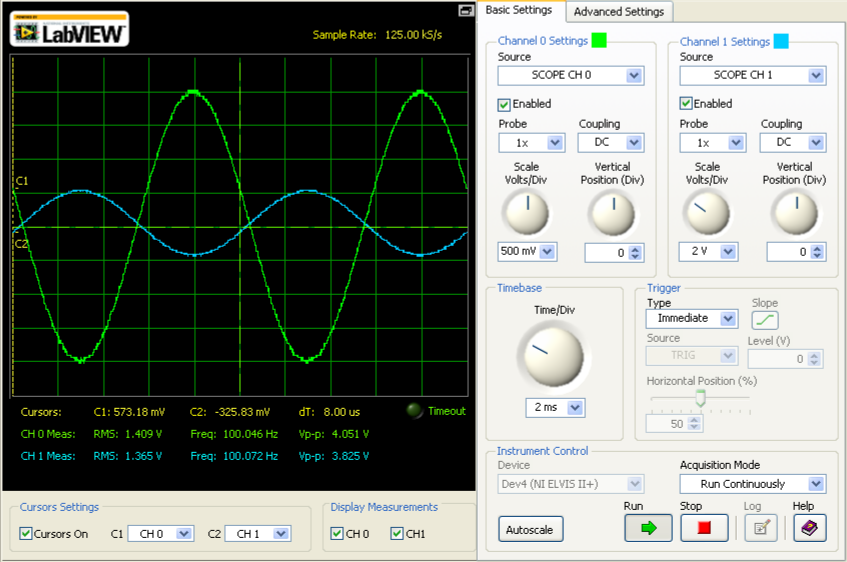 POWERED BY
LabVIEW™
Sample Rate: 125.00 kS/s
C1
C2
Cursors: C1: 573.18 mV C2: -325.83 mV dT: 8.00 us
Timeout
CH 0 Meas: RMS: 1.409 V Freq: 100.046 Hz Vp-p: 4.051 V
CH 1 Meas: RMS: 1.365 V Freq: 100.072 Hz Vp-p: 3.825 V
Cursors Settings
Cursors On C1 CH 0 C2 CH 1
Display Measurements
CH 0 CH1
Basic Settings Advanced Settings
Channel 0 Settings
Source
SCOPE CH 0
Enabled
Probe Coupling
1x DC
Scale Volts/Div
Vertical Position (Div)
500 mV 0
Channel 1 Settings
Source
SCOPE CH 1
Enabled
Probe Coupling
1x DC
Scale Volts/Div
Vertical Position (Div)
2 V 0
Timebase
Time/Div
2 ms
Trigger
Type Slope
Immediate
Source Level (V)
TRIG 0
Horizontal Position (%)
50
Instrument Control
Device Acquisition Mode
Dev4 (NI ELVIS II+) Run Continuously
Run Stop Log Help
Autoscale